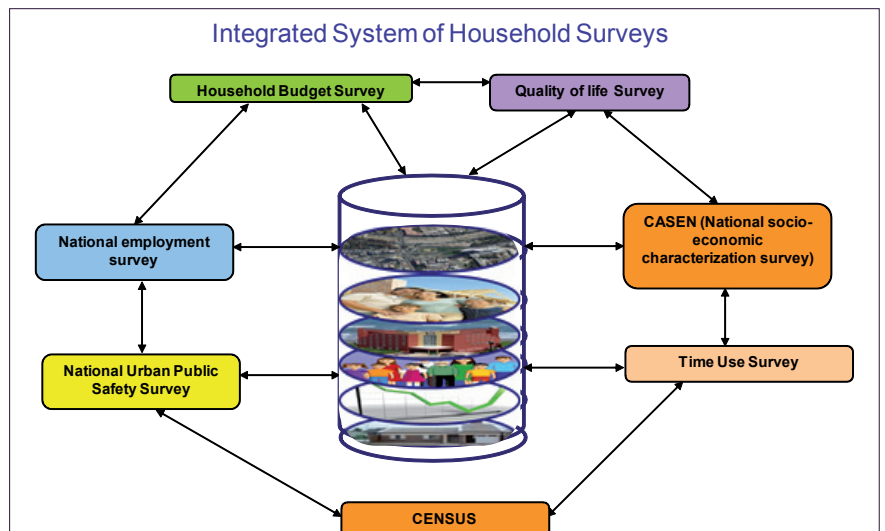 Integrated System of Household Surveys
Household Budget Survey
Quality of life Survey
National employment
survey
CASEN (National socio-
economic
characterization survey)
National Urban Public
Safety Survey
Time Use Survey
CENSUS